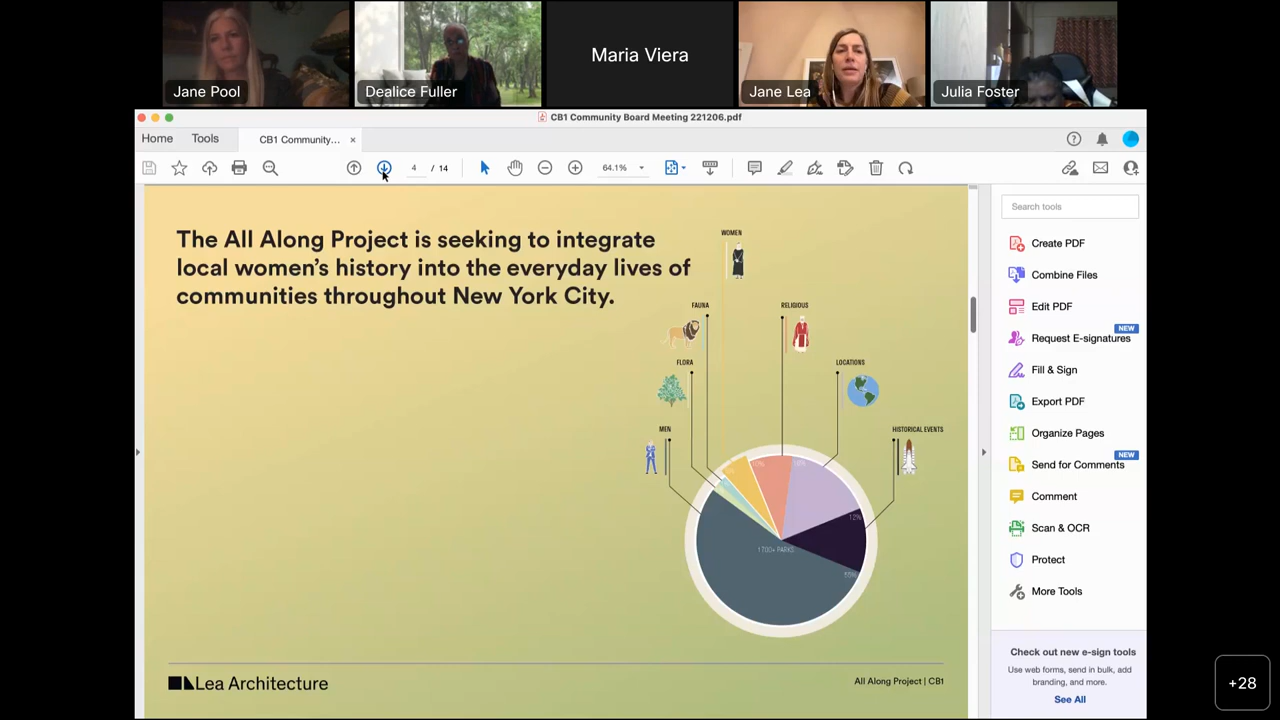 Jane Pool
Dealice Fuller
Maria Viera
Jane Lea
Julia Foster
CB1 Community Board Meeting 221206.pdf
Home
Tools
CB1 Community...
4 / 14
64.1%
Search tools
Create PDF
Combine Files
Edit PDF
Request E-signatures
NEW
Fill & Sign
Export PDF
Organize Pages
Send for Comments
NEW
Comment
Scan & OCR
Protect
More Tools
Check out new e-sign tools
Use web forms, send in bulk, add
branding, and more.
See All
The All Along Project is seeking to integrate
local women's history into the everyday lives of
communities throughout New York City.
WOMEN
FAUNA
RELIGIOUS
FLORA
LOCATIONS
MEN
HISTORICAL EVENTS
12%
1700+ PARKS
Lea Architecture
All Along Project | CB1
+28